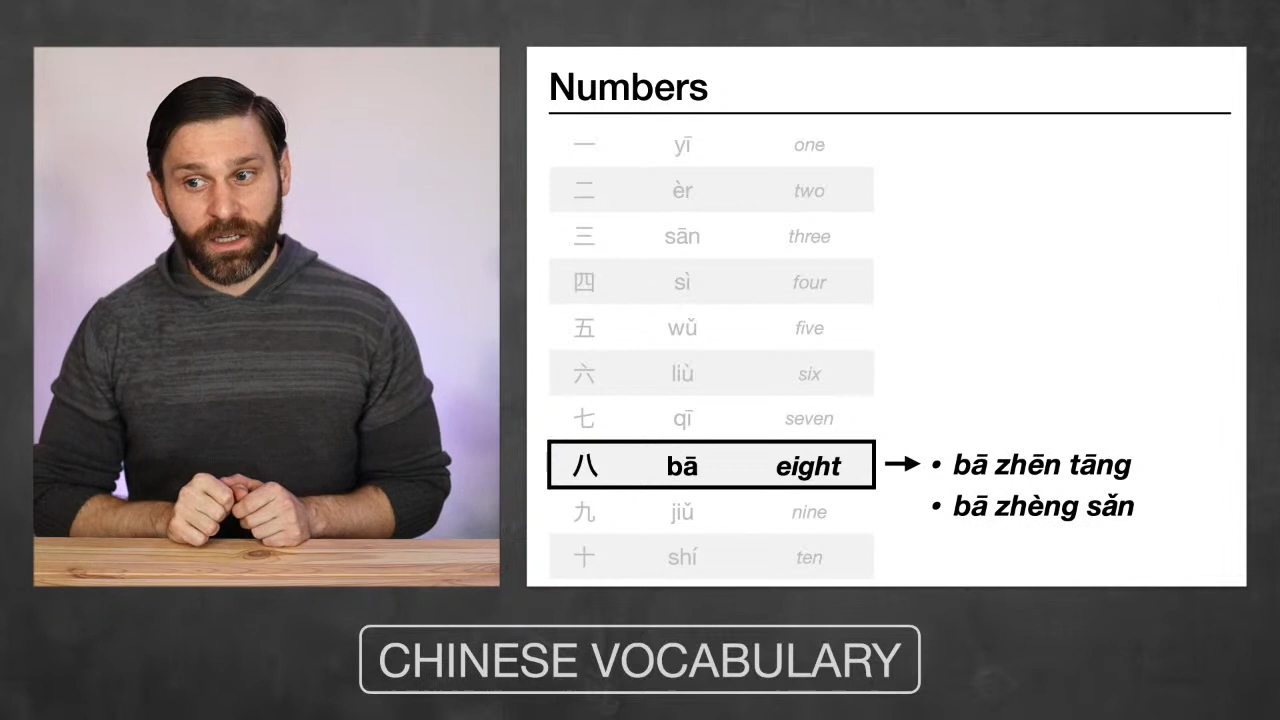 Numbers
一 yī one
二 èr two
三 sān three
四 sì four
五 wǔ five
六 liù six
七 qī seven
八 bā eight → • bā zhēn tāng
• bā zhèng sǎn
九 jiǔ nine
十 shí ten
CHINESE VOCABULARY